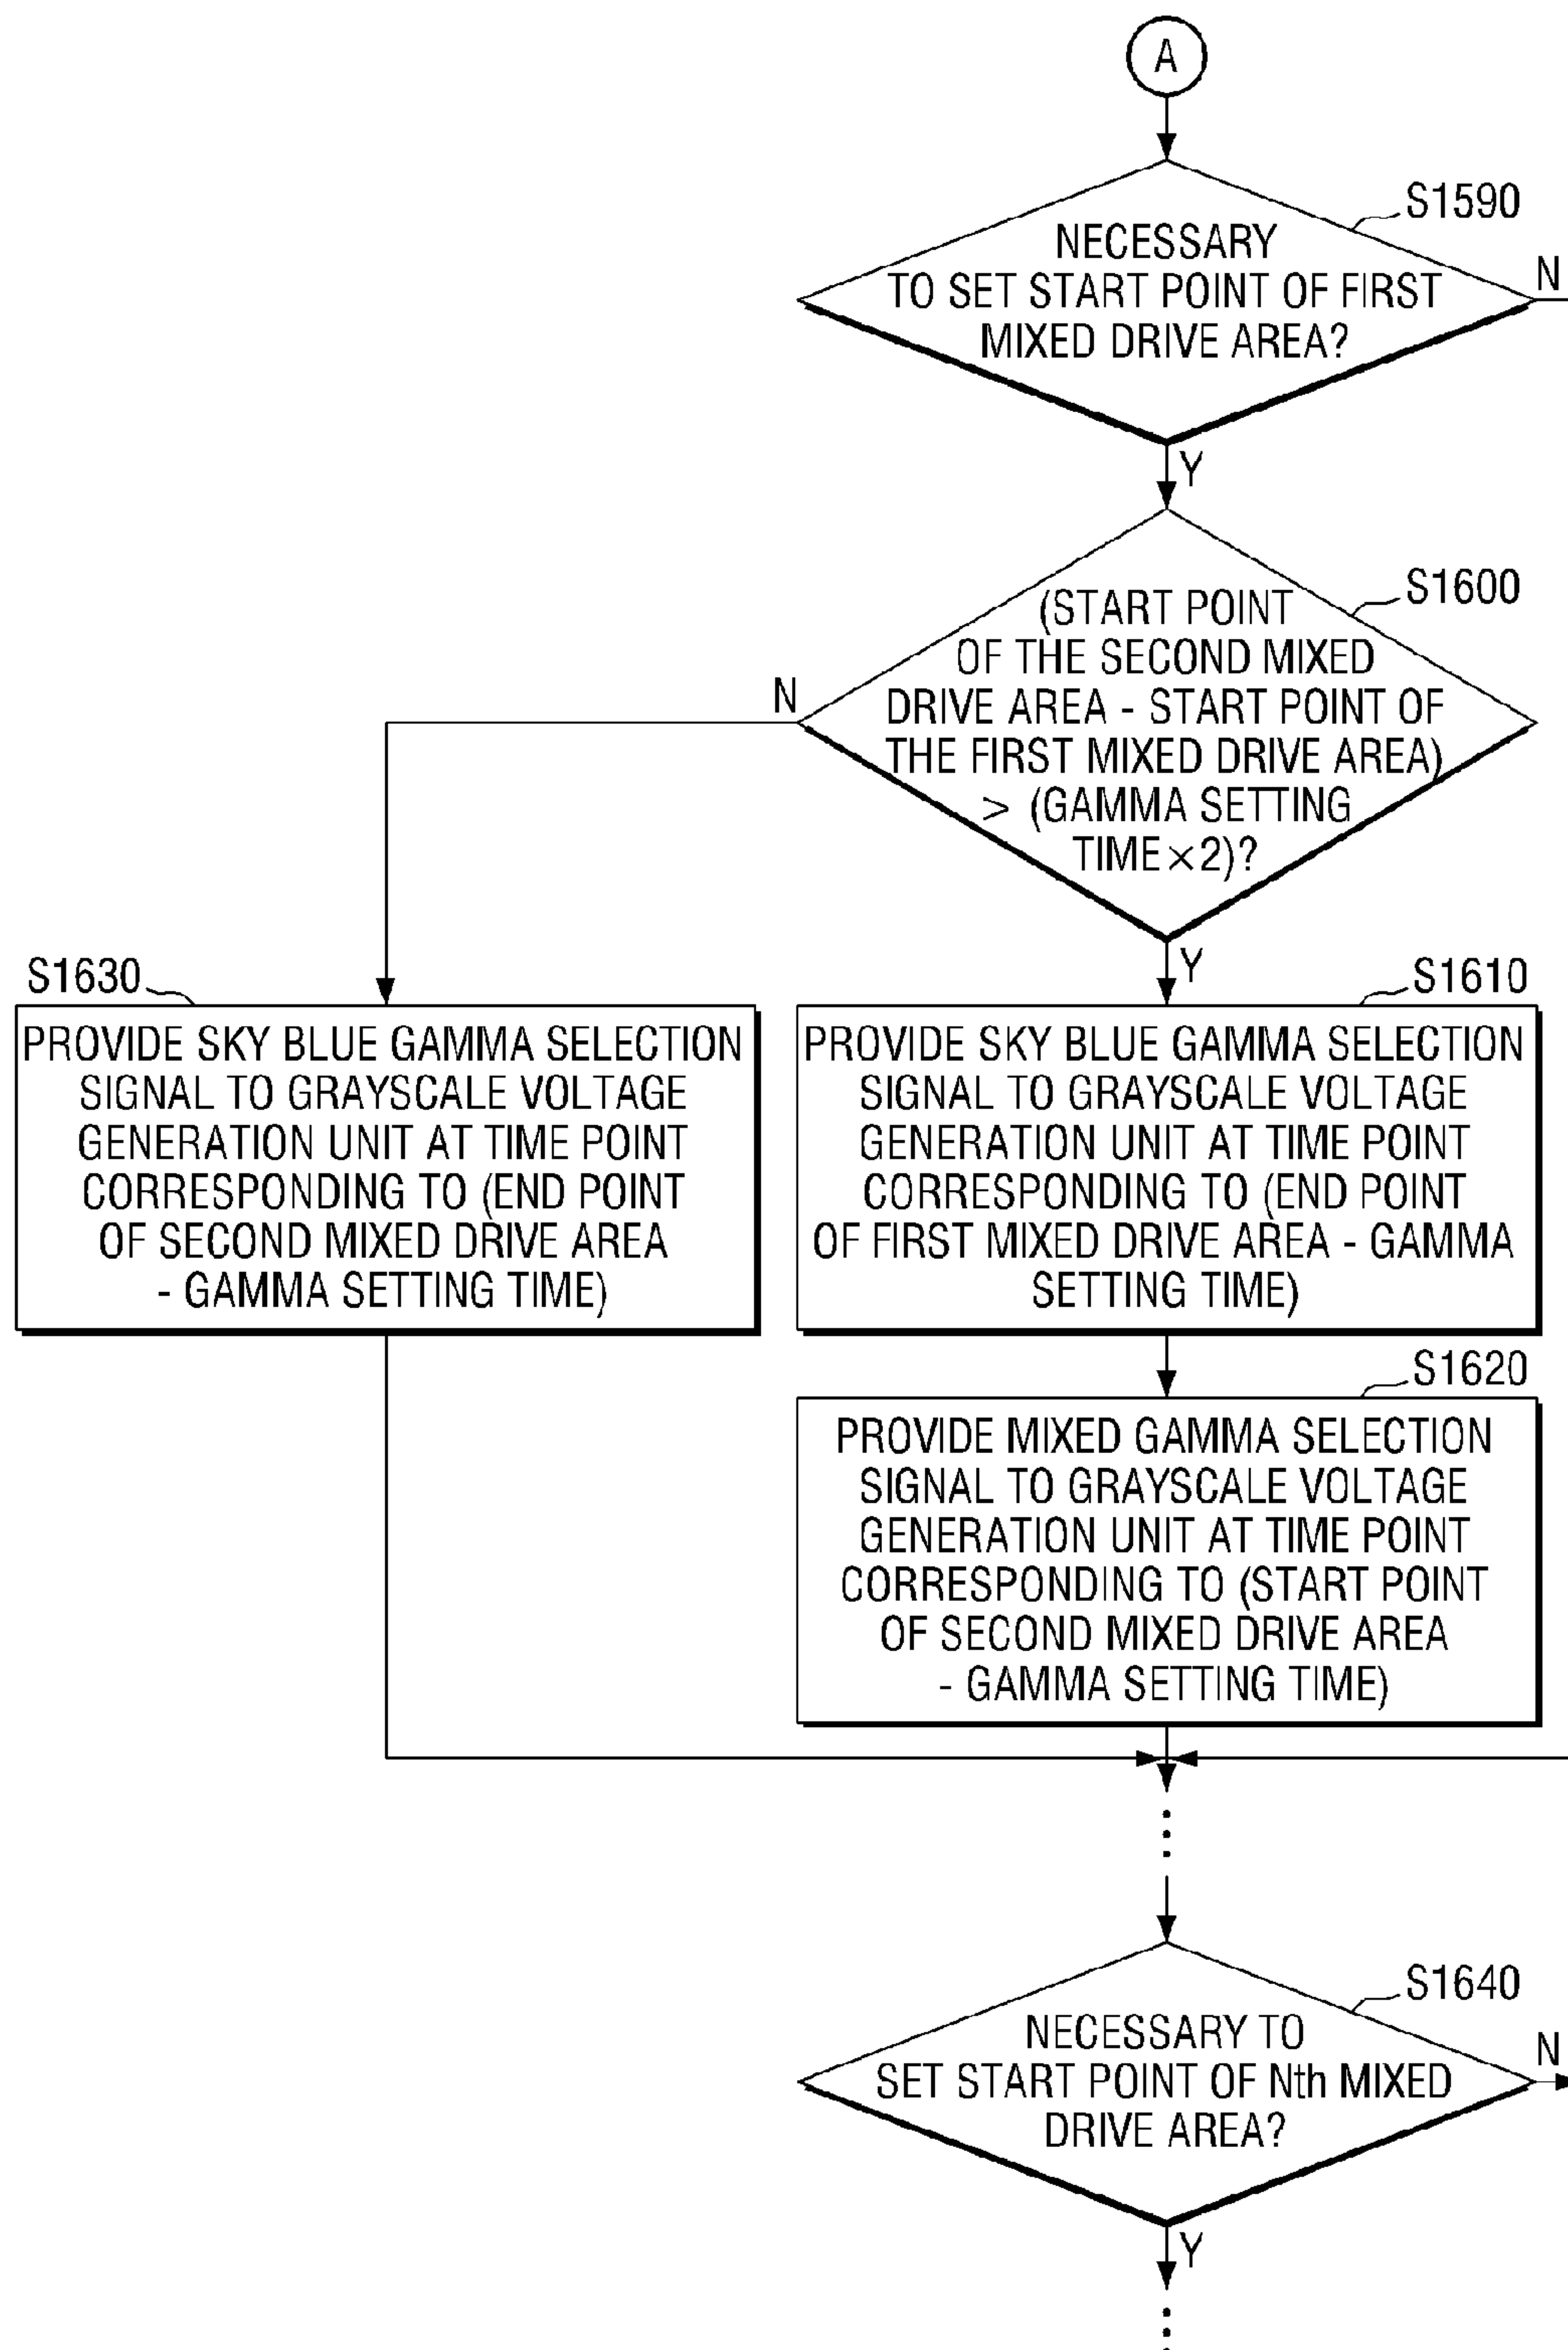 A
S1590
NECESSARY
TO SET START POINT OF FIRST
MIXED DRIVE AREA?
N
Y
S1600
(START POINT
OF THE SECOND MIXED
DRIVE AREA - START POINT OF
THE FIRST MIXED DRIVE AREA)
> (GAMMA SETTING
TIME×2)?
N
Y
S1630
PROVIDE SKY BLUE GAMMA SELECTION
SIGNAL TO GRAYSCALE VOLTAGE
GENERATION UNIT AT TIME POINT
CORRESPONDING TO (END POINT
OF SECOND MIXED DRIVE AREA
- GAMMA SETTING TIME)
S1610
PROVIDE SKY BLUE GAMMA SELECTION
SIGNAL TO GRAYSCALE VOLTAGE
GENERATION UNIT AT TIME POINT
CORRESPONDING TO (END POINT
OF FIRST MIXED DRIVE AREA - GAMMA
SETTING TIME)
S1620
PROVIDE MIXED GAMMA SELECTION
SIGNAL TO GRAYSCALE VOLTAGE
GENERATION UNIT AT TIME POINT
CORRESPONDING TO (START POINT
OF SECOND MIXED DRIVE AREA
- GAMMA SETTING TIME)
S1640
NECESSARY TO
SET START POINT OF Nth MIXED
DRIVE AREA?
N
Y